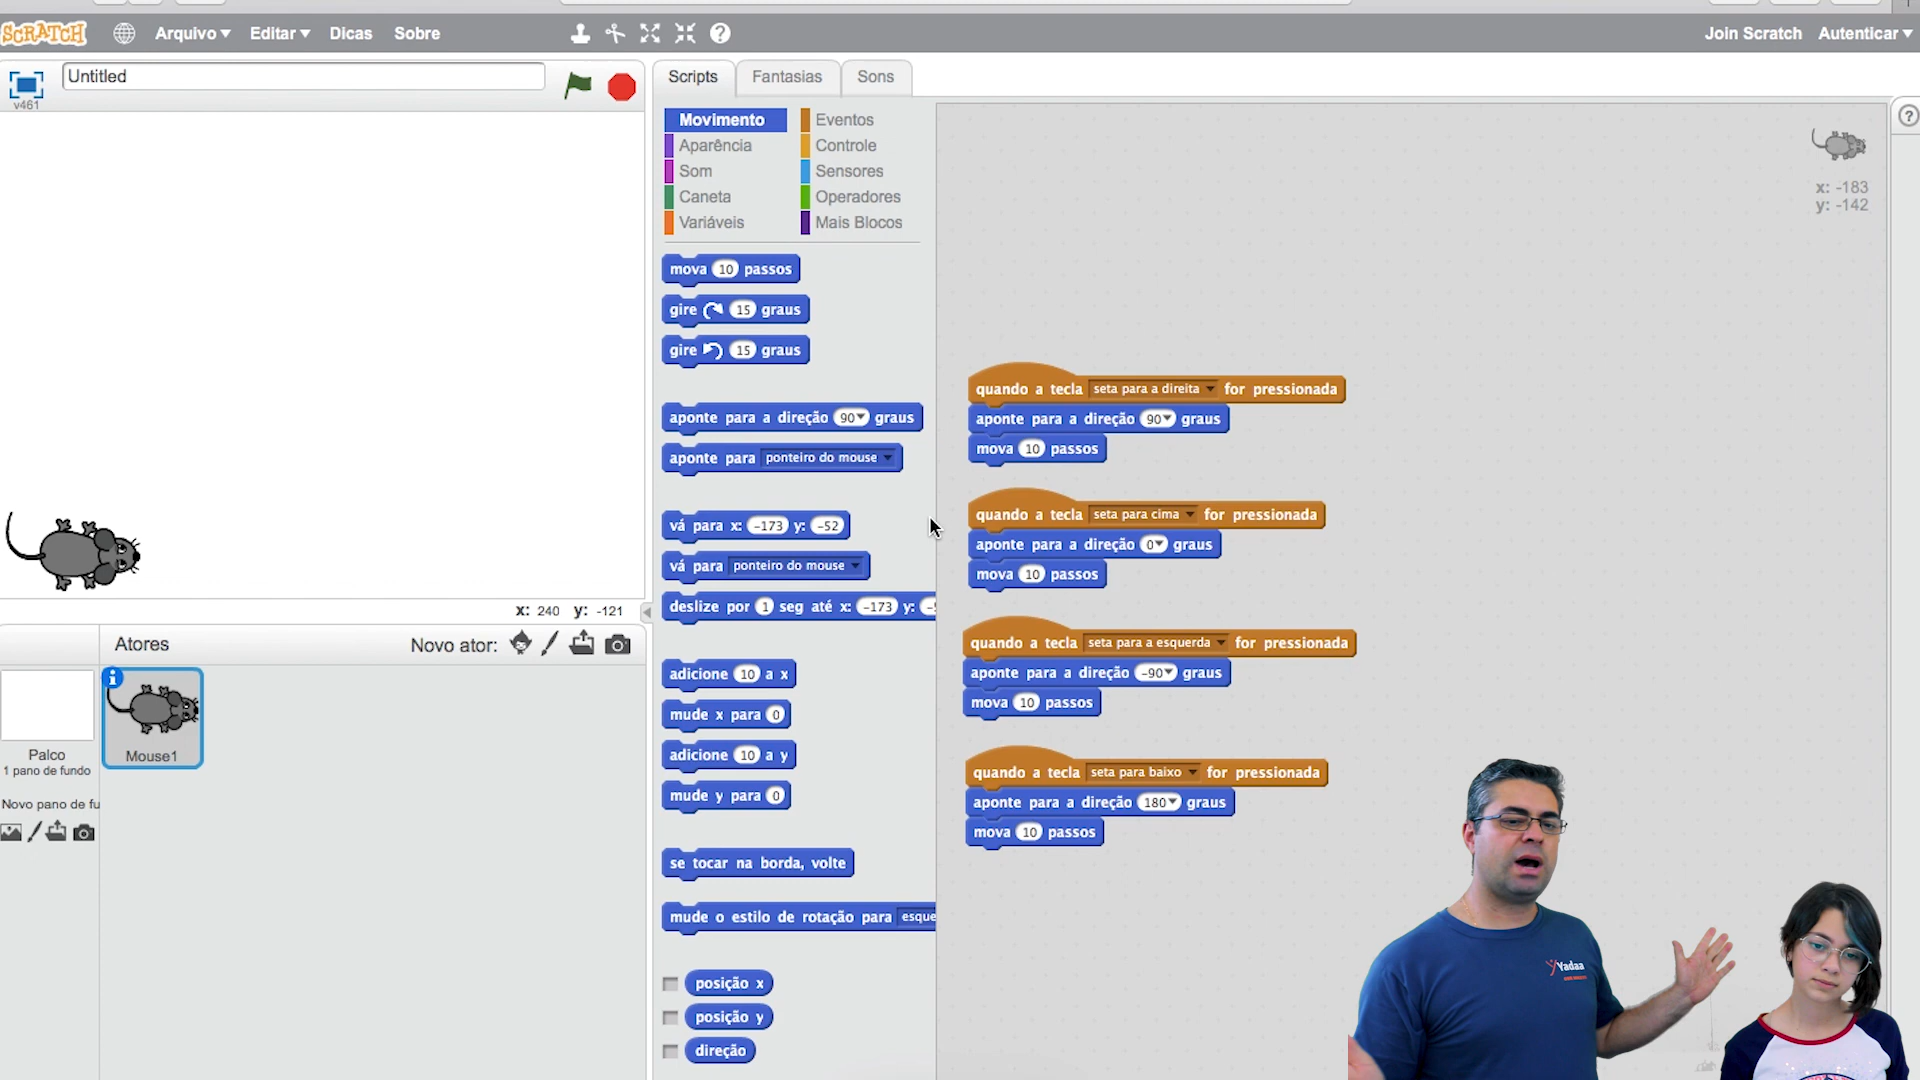 SCRATCH
Arquivo
Editar
Dicas
Sobre
Join Scratch
Autenticar
v461
Untitled
Scripts
Fantasias
Sons
Movimento
Aparência
Som
Caneta
Variáveis
Eventos
Controle
Sensores
Operadores
Mais Blocos
x: -183
y: -142
mova 10 passos
gire 15 graus
gire 15 graus
aponte para a direção 90 graus
aponte para ponteiro do mouse
vá para x: -173 y: -52
vá para ponteiro do mouse
deslize por 1 seg até x: -173 y:
adicione 10 a x
mude x para 0
adicione 10 a y
mude y para 0
se tocar na borda, volte
mude o estilo de rotação para esque
posição x
posição y
direção
quando a tecla seta para a direita for pressionada
aponte para a direção 90 graus
mova 10 passos
quando a tecla seta para cima for pressionada
aponte para a direção 0 graus
mova 10 passos
quando a tecla seta para a esquerda for pressionada
aponte para a direção -90 graus
mova 10 passos
quando a tecla seta para baixo for pressionada
aponte para a direção 180 graus
mova 10 passos
x: 240 y: -121
Atores
Novo ator:
Mouse1
Palco
1 pano de fundo
Novo pano de fu
Yadaa